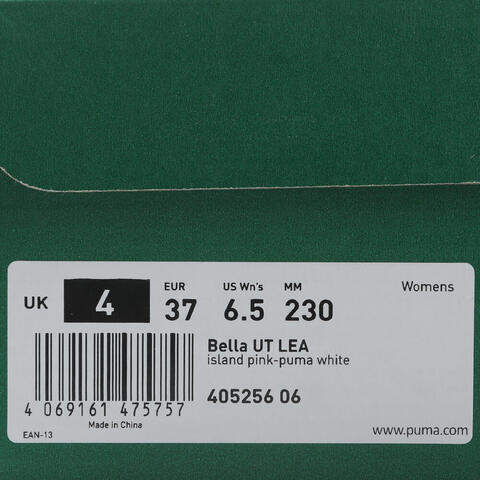 UK 4 EUR 37 US Wn's 6.5 MM 230 Womens
Bella UT LEA
island pink-puma white
405256 06
4 069161 475757
Made in China
EAN-13
www.puma.com